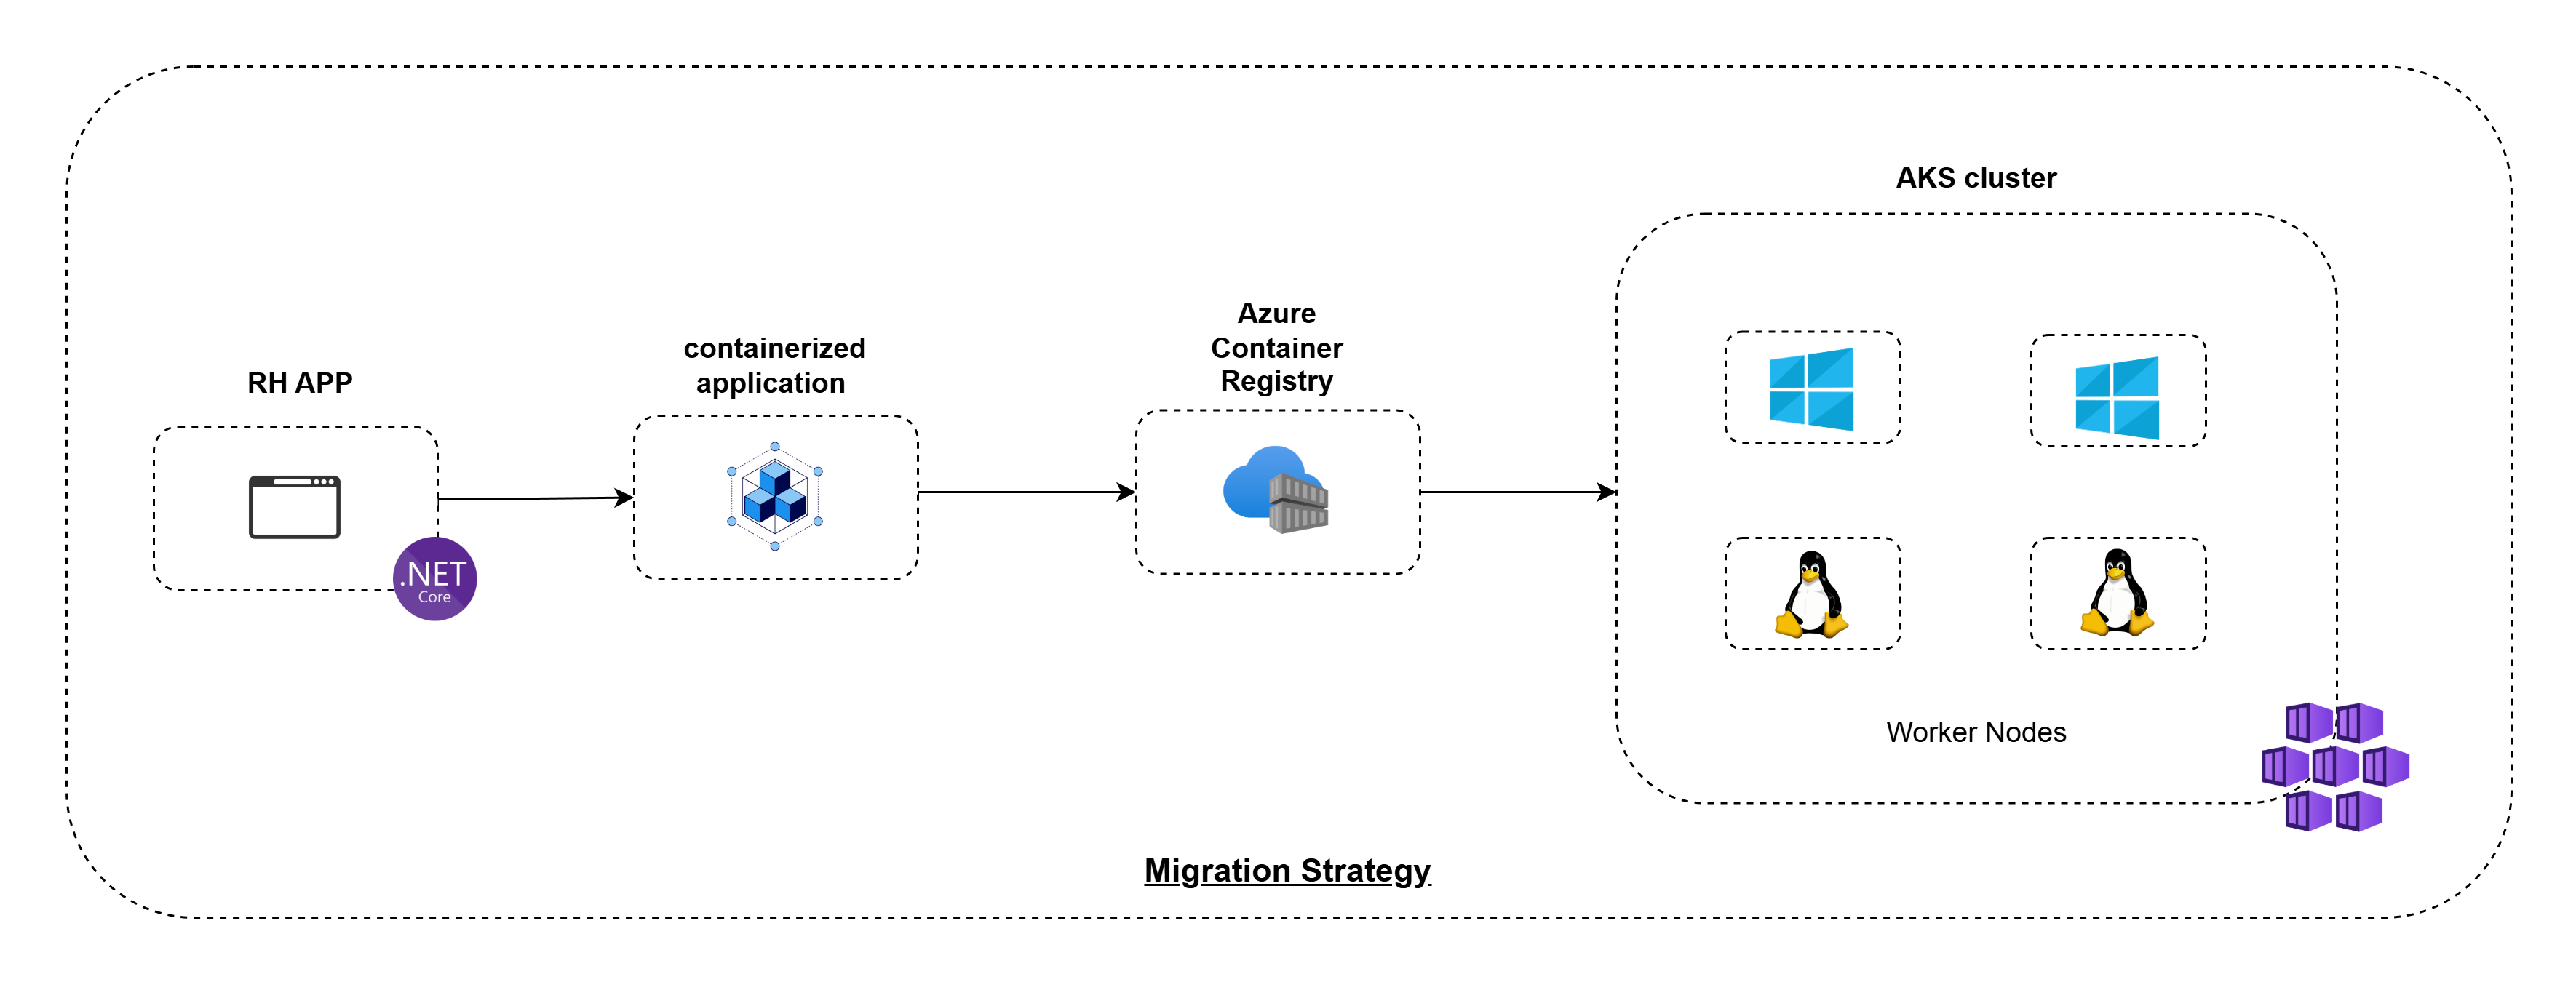 AKS cluster
Azure
Container
Registry
containerized
application
RH APP
.NET
Core
Worker Nodes
Migration Strategy